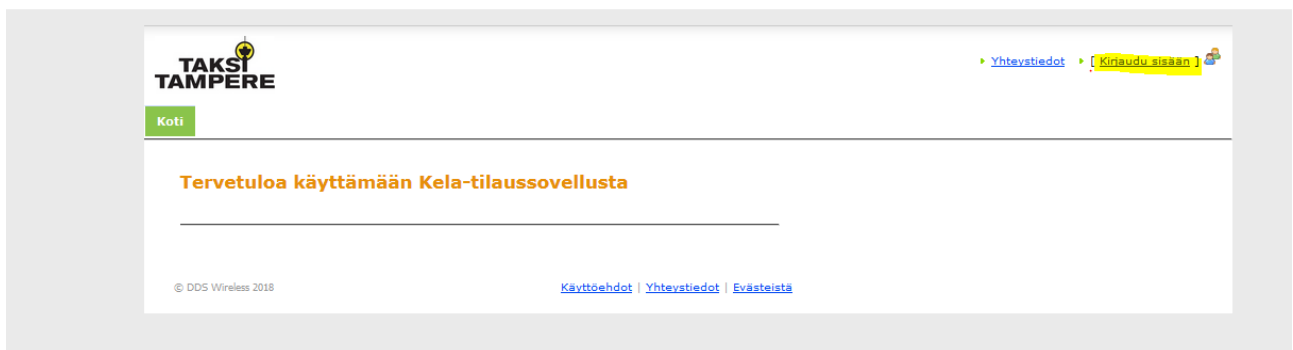 TAKSI
TAMPERE
Yhteystiedot [ Kirjaudu sisään ]
Koti
Tervetuloa käyttämään Kela-tilaussovellusta
© DDS Wireless 2018 Käyttöehdot | Yhteystiedot | Evästeistä